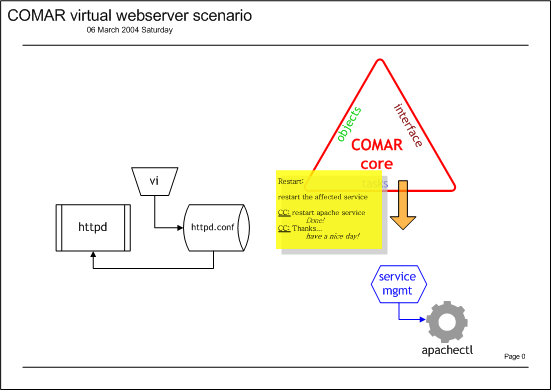 COMAR virtual webserver scenario
06 March 2004 Saturday
objects
interface
COMAR
core
tasks
Restart:
restart the affected service
CC: restart apache service
Done!
CC: Thanks...
have a nice day!
vi
httpd
httpd.conf
service
mgmt
apachectl
Page 0